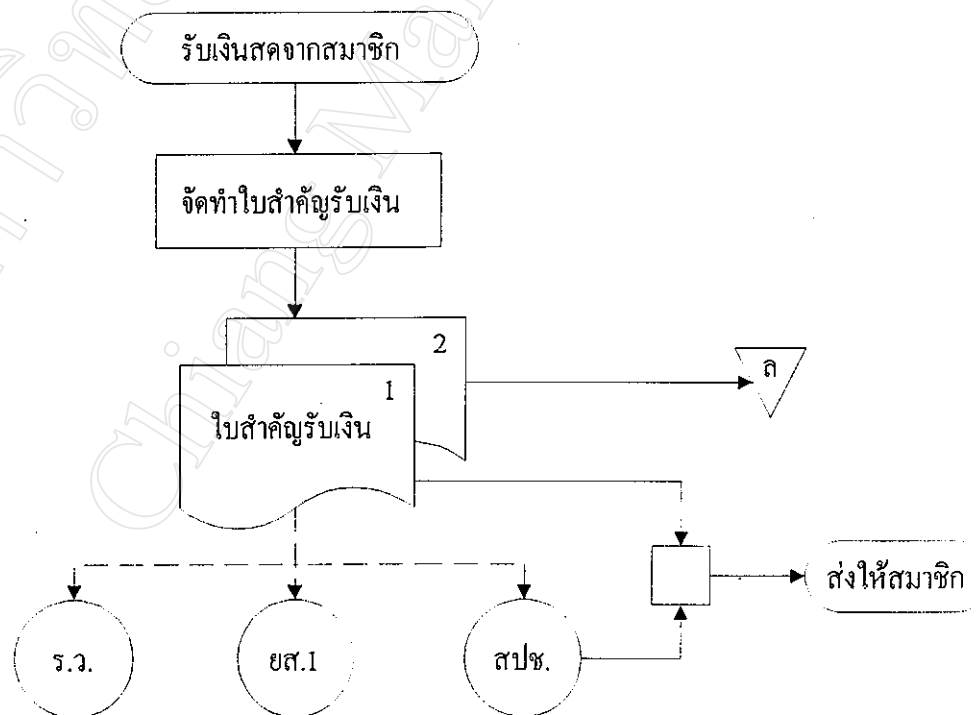 รับเงินสดจากสมาชิก
จัดทำใบสำคัญรับเงิน
2
1
ใบสำคัญรับเงิน
ล
ส่งให้สมาชิก
ร.ว.
ยส.1
สปช.
Chiang Mai